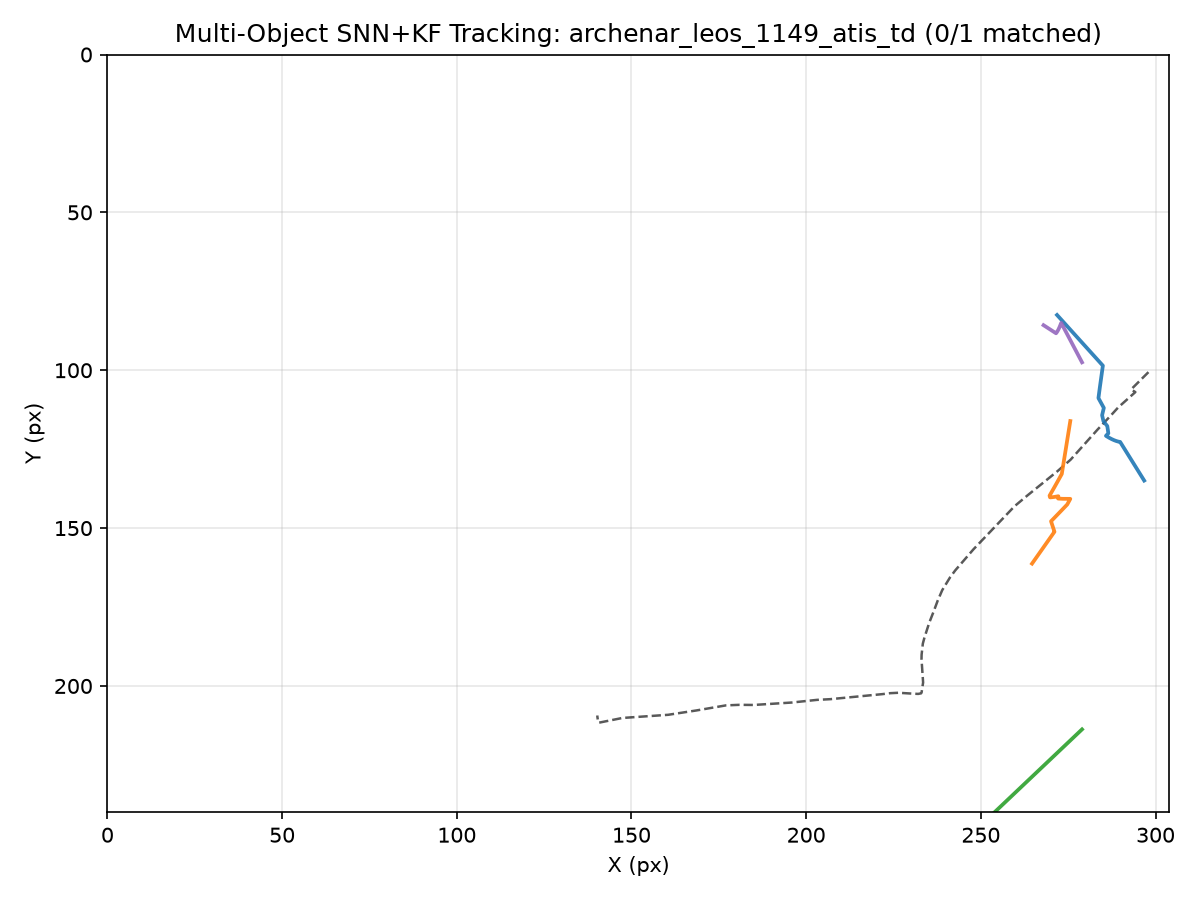 Multi-Object SNN+KF Tracking: archenar_leos_1149_atis_td (0/1 matched)
0
50
100
150
200
Y (px)
0 50 100 150 200 250 300
X (px)